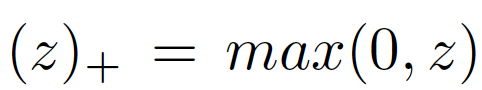 (z)₊ = max(0, z)